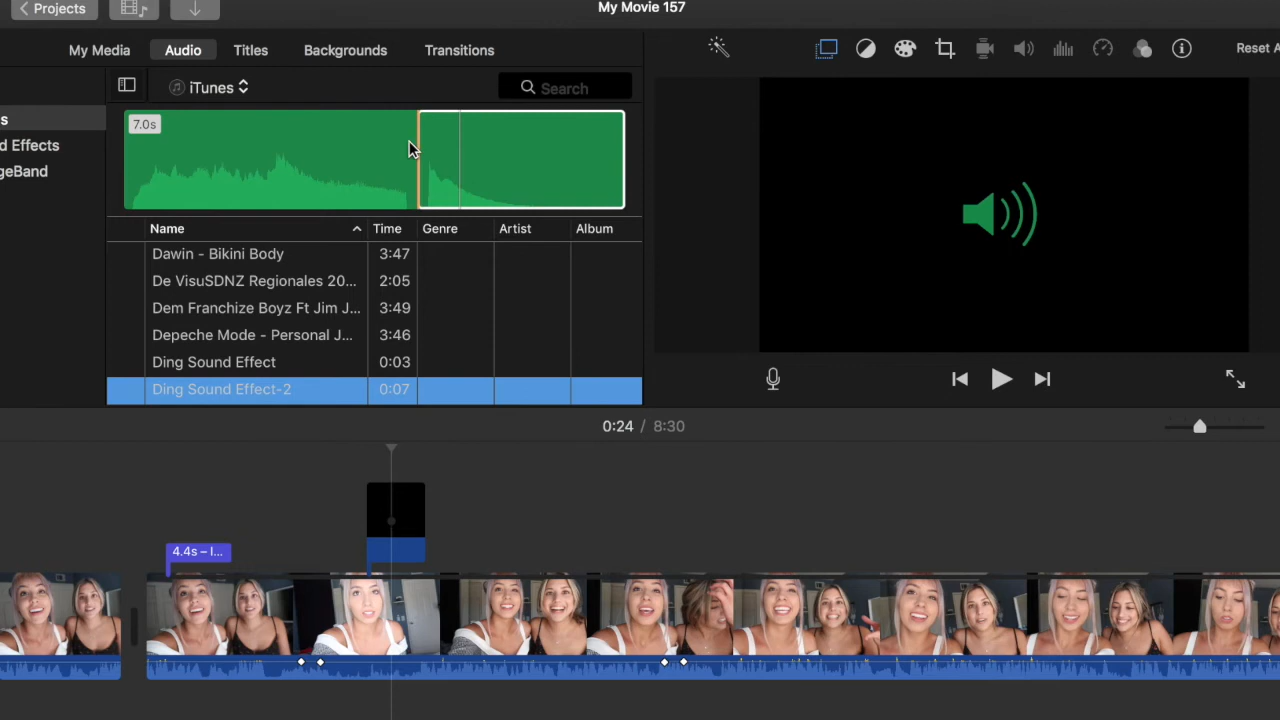 My Movie 157
Projects
My Media Audio Titles Backgrounds Transitions
Reset A
iTunes
Search
s
d Effects
geBand
7.0s
Name Time Genre Artist Album
Dawin - Bikini Body 3:47
De VisuSDNZ Regionales 20... 2:05
Dem Franchize Boyz Ft Jim J... 3:49
Depeche Mode - Personal J... 3:46
Ding Sound Effect 0:03
Ding Sound Effect-2 0:07
0:24 / 8:30
4.4s – I...